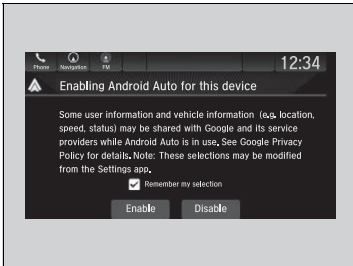 Phone Navigation FM 12:34
Enabling Android Auto for this device
Some user information and vehicle information (e.g. location,
speed, status) may be shared with Google and its service
providers while Android Auto is in use. See Google Privacy
Policy for details. Note: These selections may be modified
from the Settings app.
Remember my selection
Enable Disable